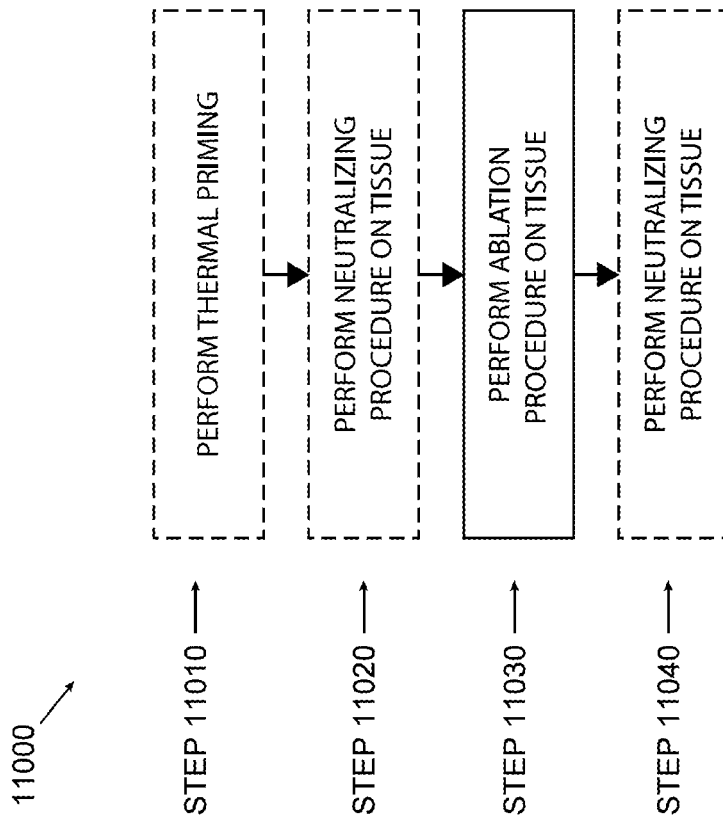 11000
STEP 11010
PERFORM THERMAL PRIMING
STEP 11020
PERFORM NEUTRALIZING
PROCEDURE ON TISSUE
STEP 11030
PERFORM ABLATION
PROCEDURE ON TISSUE
STEP 11040
PERFORM NEUTRALIZING
PROCEDURE ON TISSUE